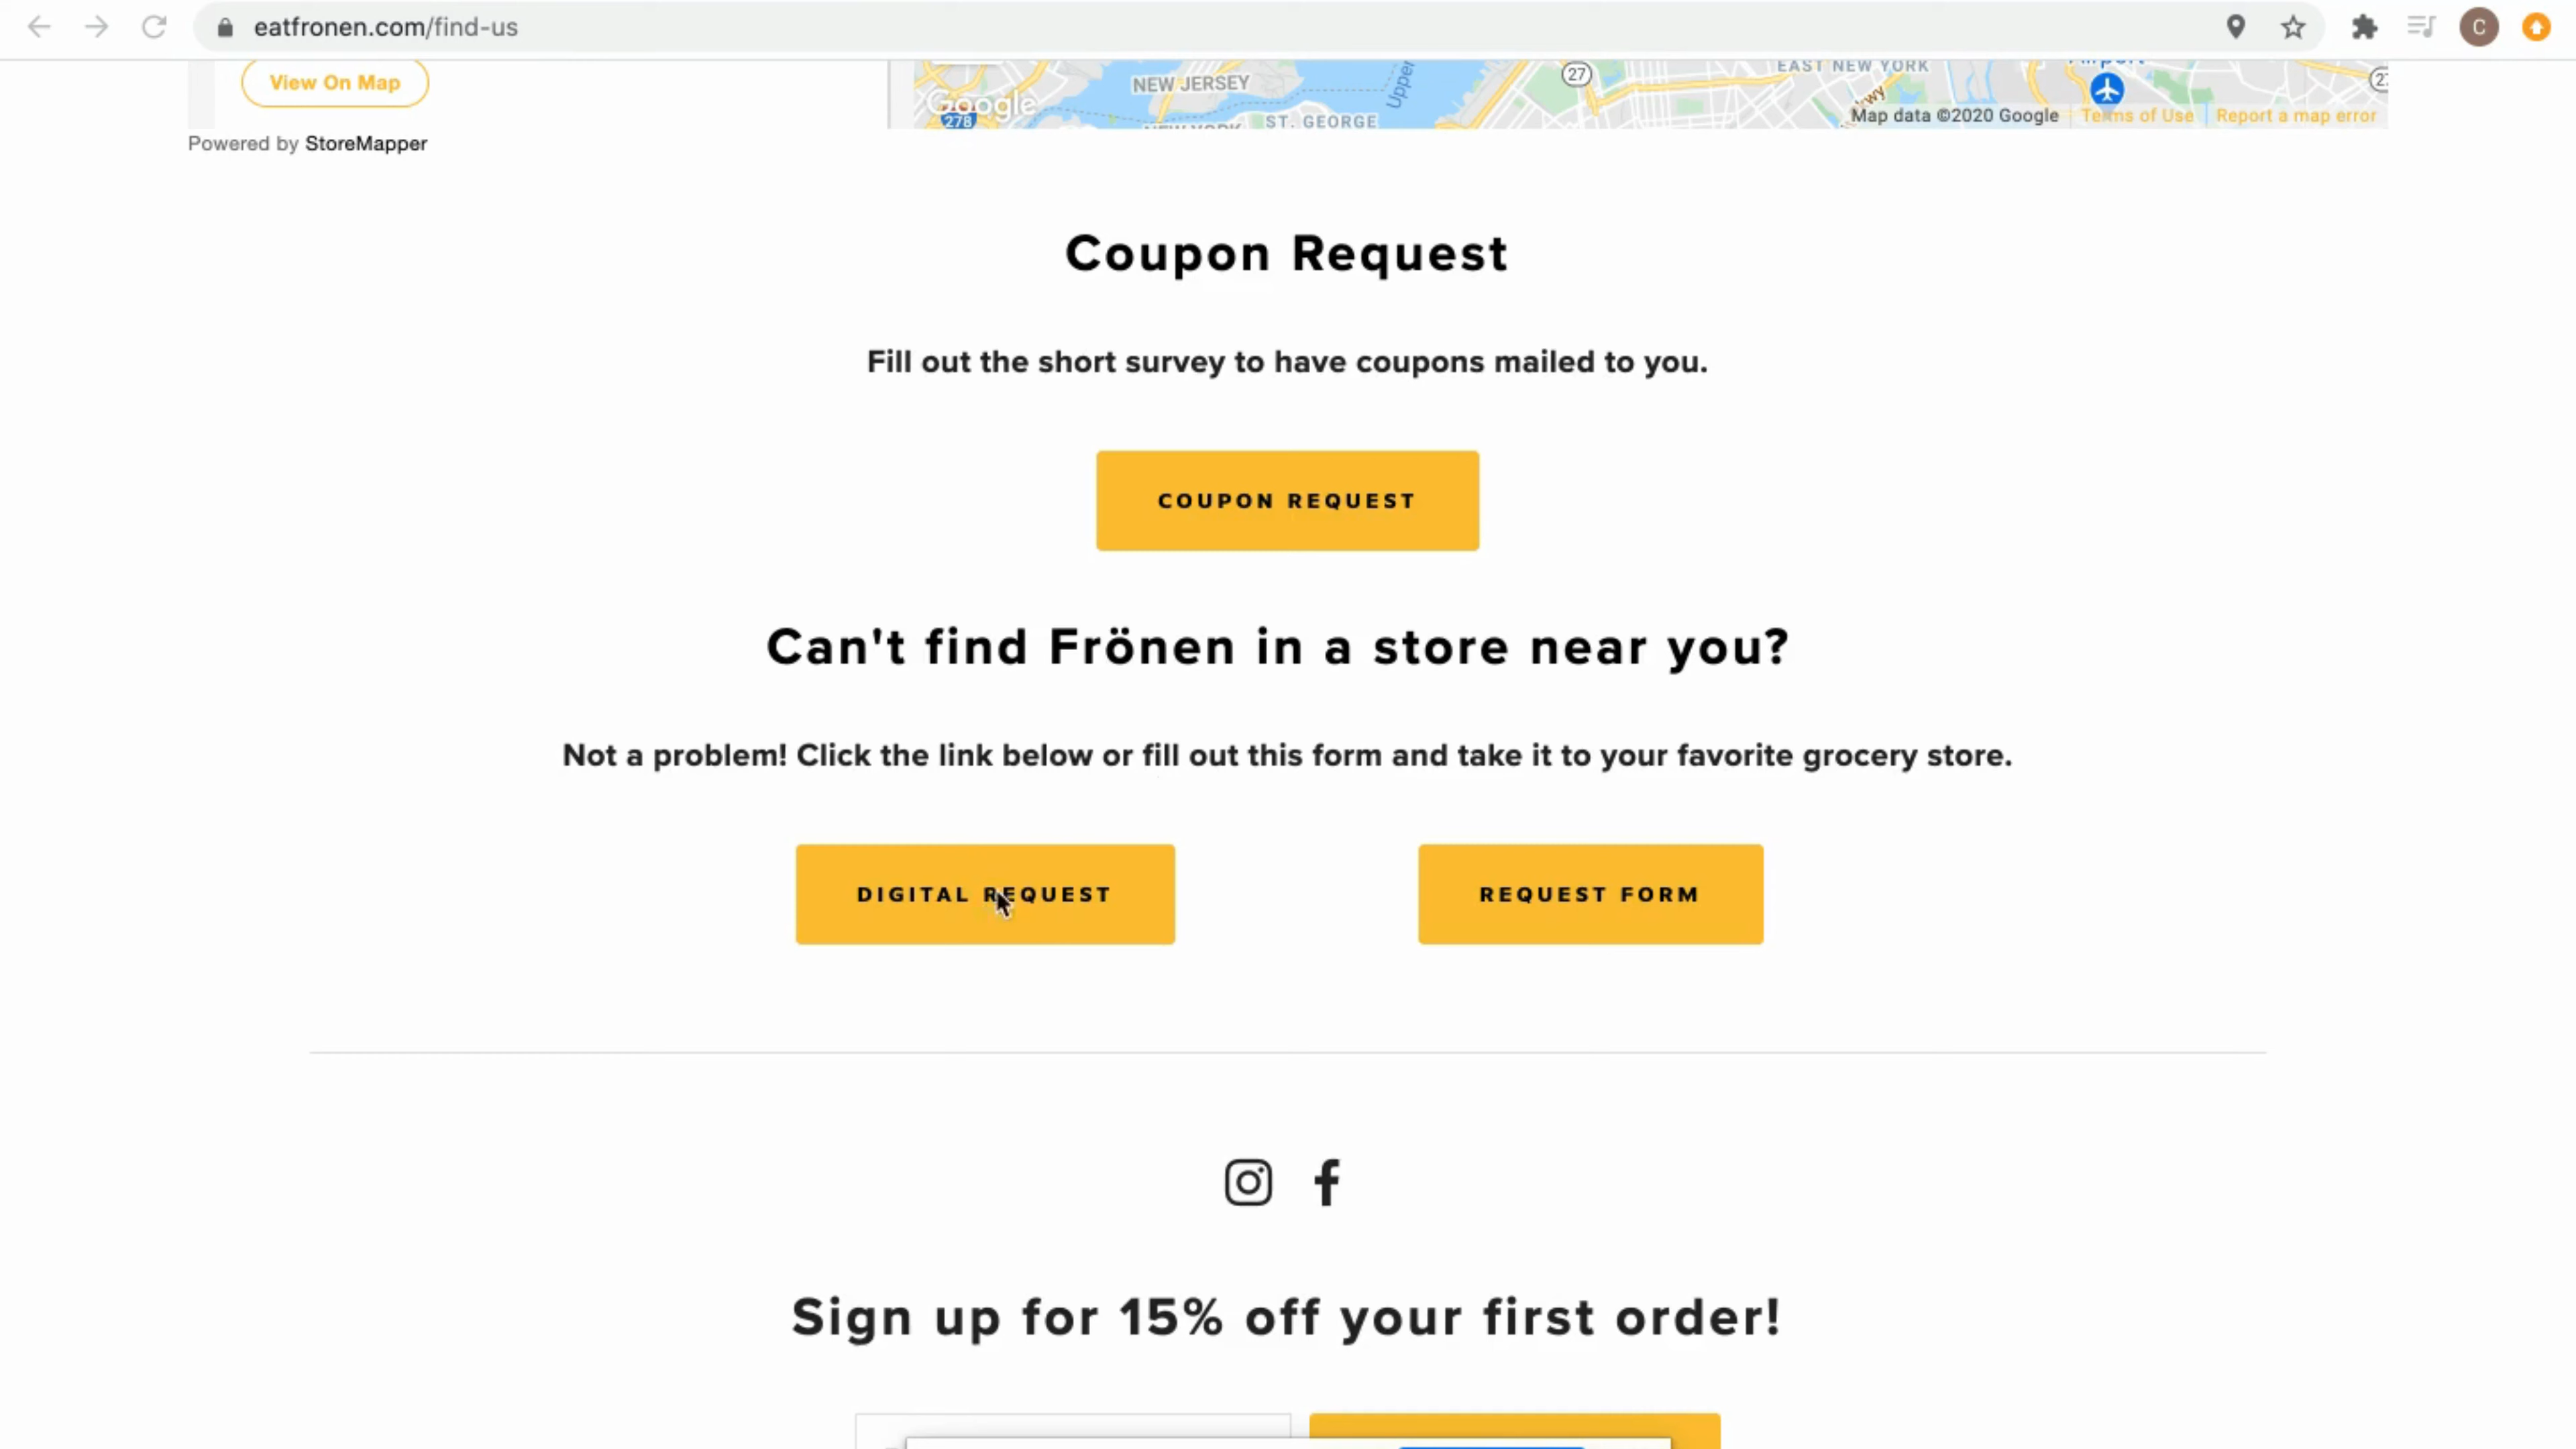 eatfronen.com/find-us
C
View On Map
NEW JERSEY
Upper
27
EAST NEW YORK
Google
278
ST. GEORGE
Map data ©2020 Google
Terms of Use
Report a map error
Powered by StoreMapper
Coupon Request
Fill out the short survey to have coupons mailed to you.
COUPON REQUEST
Can't find Frönen in a store near you?
Not a problem! Click the link below or fill out this form and take it to your favorite grocery store.
DIGITAL REQUEST
REQUEST FORM
Sign up for 15% off your first order!